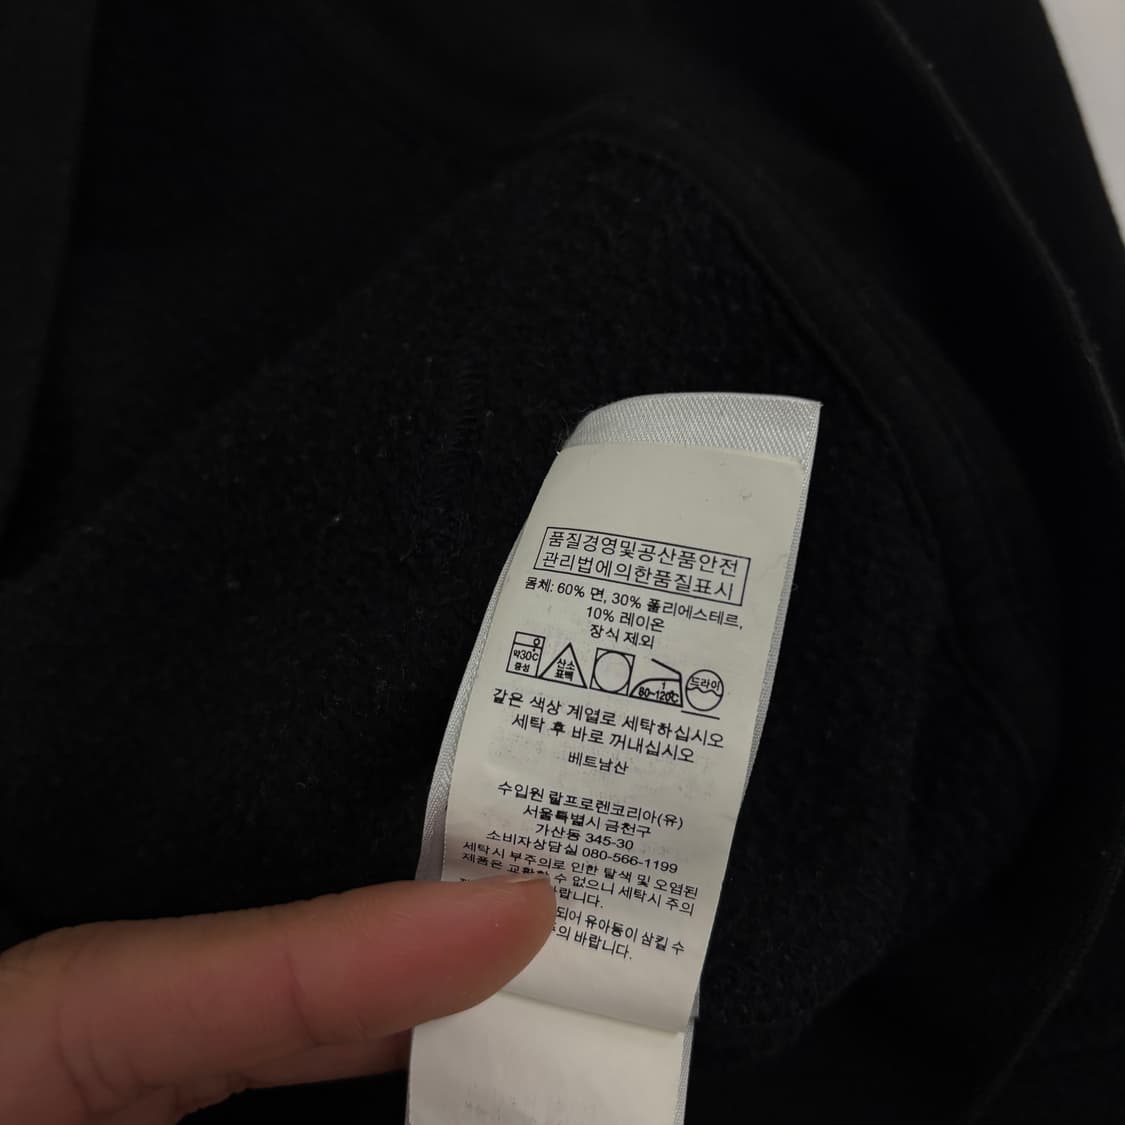 품질경영및공산품안전
관리법에의한품질표시
몸체: 60% 면, 30% 폴리에스테르,
10% 레이온
장식 제외
약30℃
중성
산소
표백
80~120℃
드라이
같은 색상 계열로 세탁하십시오
세탁 후 바로 꺼내십시오
베트남산
수입원 랄프로렌코리아(유)
서울특별시 금천구
가산동 345-30
소비자상담실 080-566-1199
세탁시 부주의로 인한 탈색 및 오염된
제품은 교환할 수 없으니 세탁시 주의
바랍니다.
되어 유아동이 삼킬 수
주의 바랍니다.